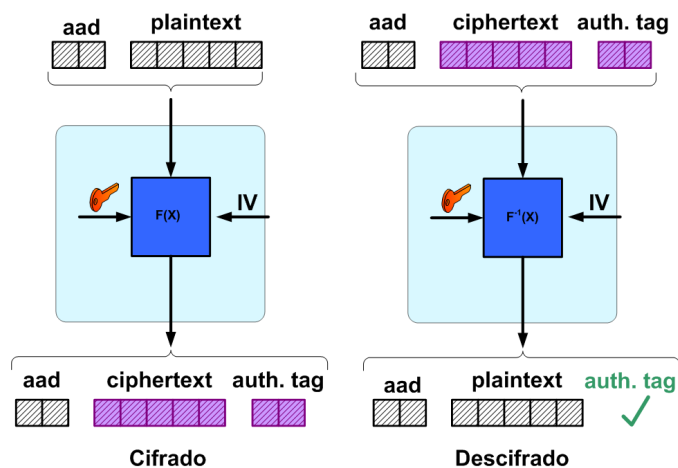 aad plaintext
aad ciphertext auth. tag
F(X) IV
F⁻¹(X) IV
aad ciphertext auth. tag
aad plaintext auth. tag
Cifrado
Descifrado